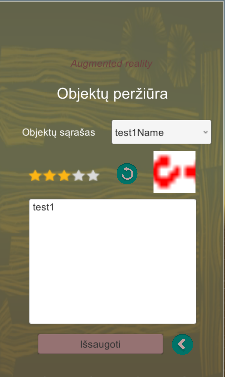 Augmented reality
Objektų peržiūra
Objektų sąrašas
test1Name
test1
Išsaugoti